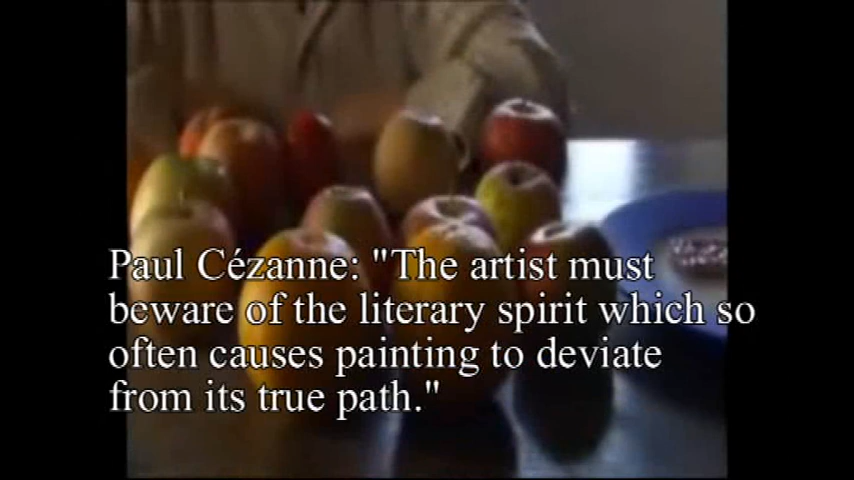 Paul Cézanne: "The artist must
beware of the literary spirit which so
often causes painting to deviate
from its true path."